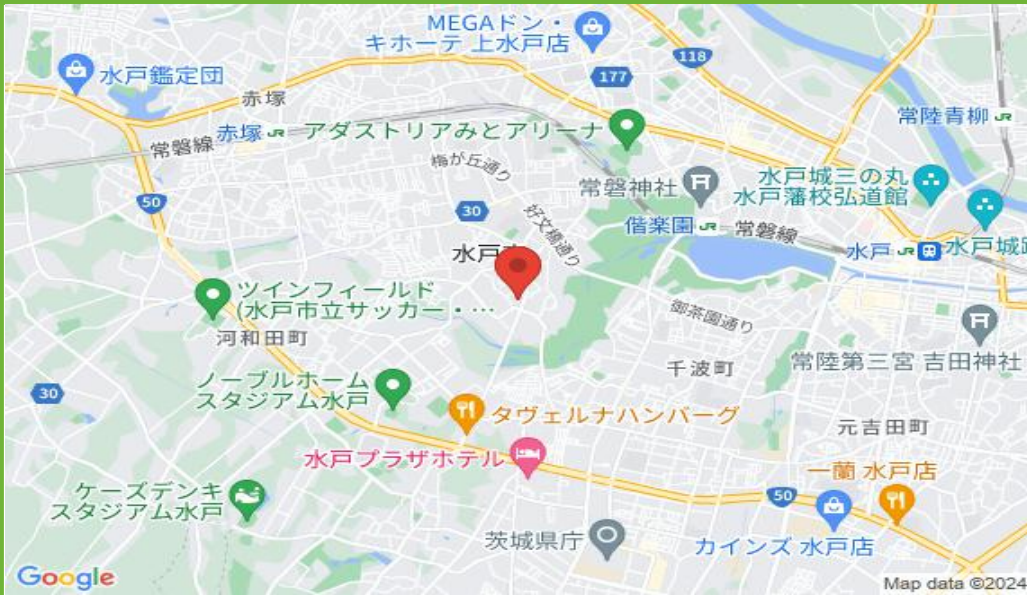 MEGAドン・
キホーテ 上水戸店
水戸鑑定団
118
177
赤塚
赤塚 JR
アダストリアみとアリーナ
常陸青柳 JR
常磐線
梅が丘通り
常磐神社
水戸城三の丸
水戸藩校弘道館
50
30
好文橋通り
偕楽園 JR 常磐線
水戸 JR
水戸城跡
水戸市
ツインフィールド
(水戸市立サッカー・…
河和田町
御茶園通り
千波町
常陸第三宮 吉田神社
30
ノーブルホーム
スタジアム水戸
タヴェルナハンバーグ
元吉田町
水戸プラザホテル
一蘭 水戸店
50
ケーズデンキ
スタジアム水戸
茨城県庁
カインズ 水戸店
Google
Map data ©2024